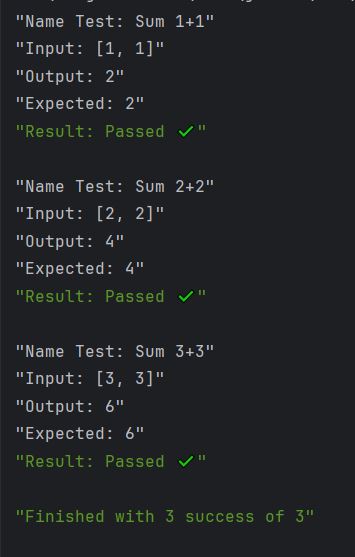 "Name Test: Sum 1+1"
"Input: [1, 1]"
"Output: 2"
"Expected: 2"
"Result: Passed ✔"
"Name Test: Sum 2+2"
"Input: [2, 2]"
"Output: 4"
"Expected: 4"
"Result: Passed ✔"
"Name Test: Sum 3+3"
"Input: [3, 3]"
"Output: 6"
"Expected: 6"
"Result: Passed ✔"
"Finished with 3 success of 3"